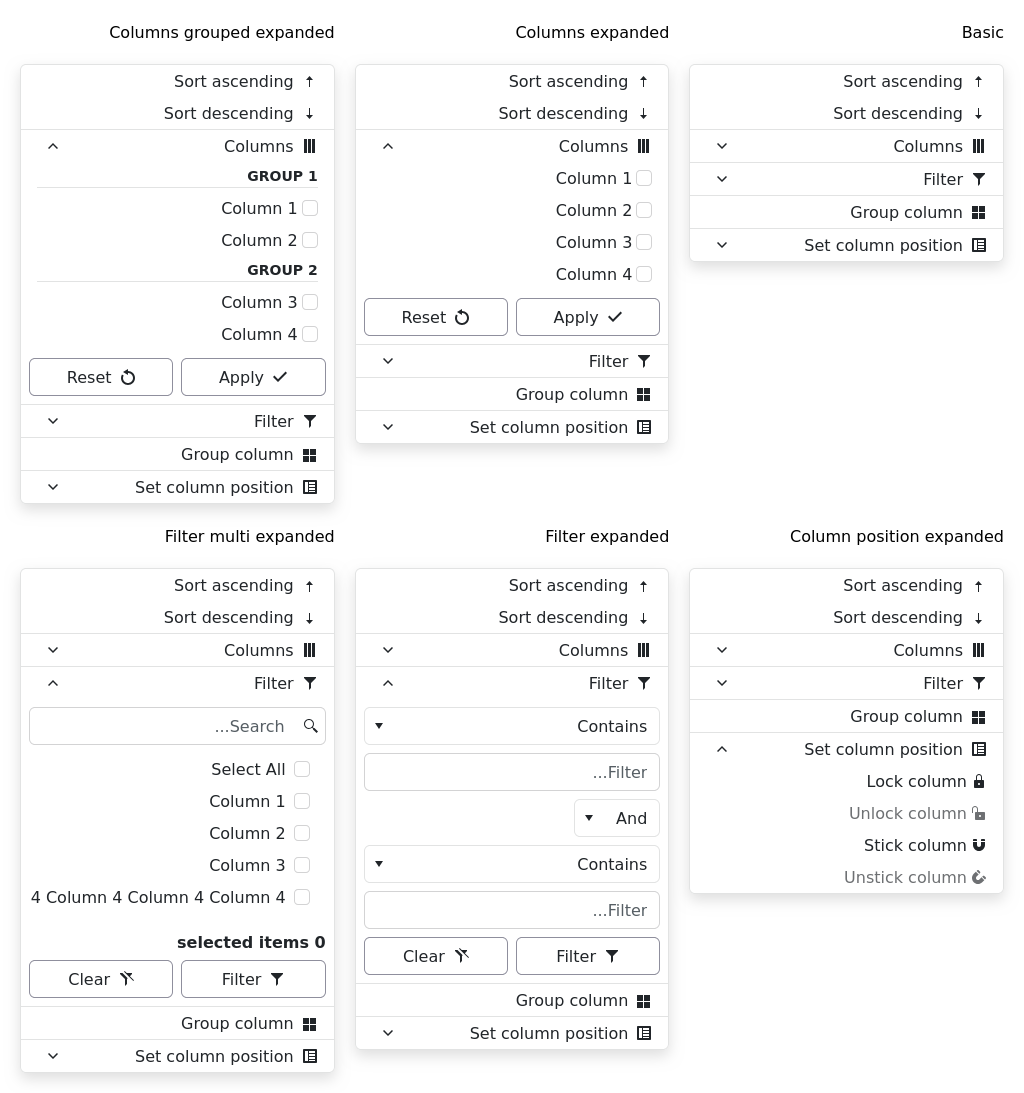 Basic
Sort ascending
Sort descending
Columns
Filter
Group column
Set column position
Columns expanded
Sort ascending
Sort descending
Columns
Column 1
Column 2
Column 3
Column 4
Apply
Reset
Filter
Group column
Set column position
Columns grouped expanded
Sort ascending
Sort descending
Columns
GROUP 1
Column 1
Column 2
GROUP 2
Column 3
Column 4
Apply
Reset
Filter
Group column
Set column position
Column position expanded
Sort ascending
Sort descending
Columns
Filter
Group column
Set column position
Lock column
Unlock column
Stick column
Unstick column
Filter expanded
Sort ascending
Sort descending
Columns
Filter
Contains
...Filter
And
Contains
...Filter
Filter
Clear
Group column
Set column position
Filter multi expanded
Sort ascending
Sort descending
Columns
Filter
...Search
Select All
Column 1
Column 2
Column 3
4 Column 4 Column 4 Column 4
selected items 0
Filter
Clear
Group column
Set column position